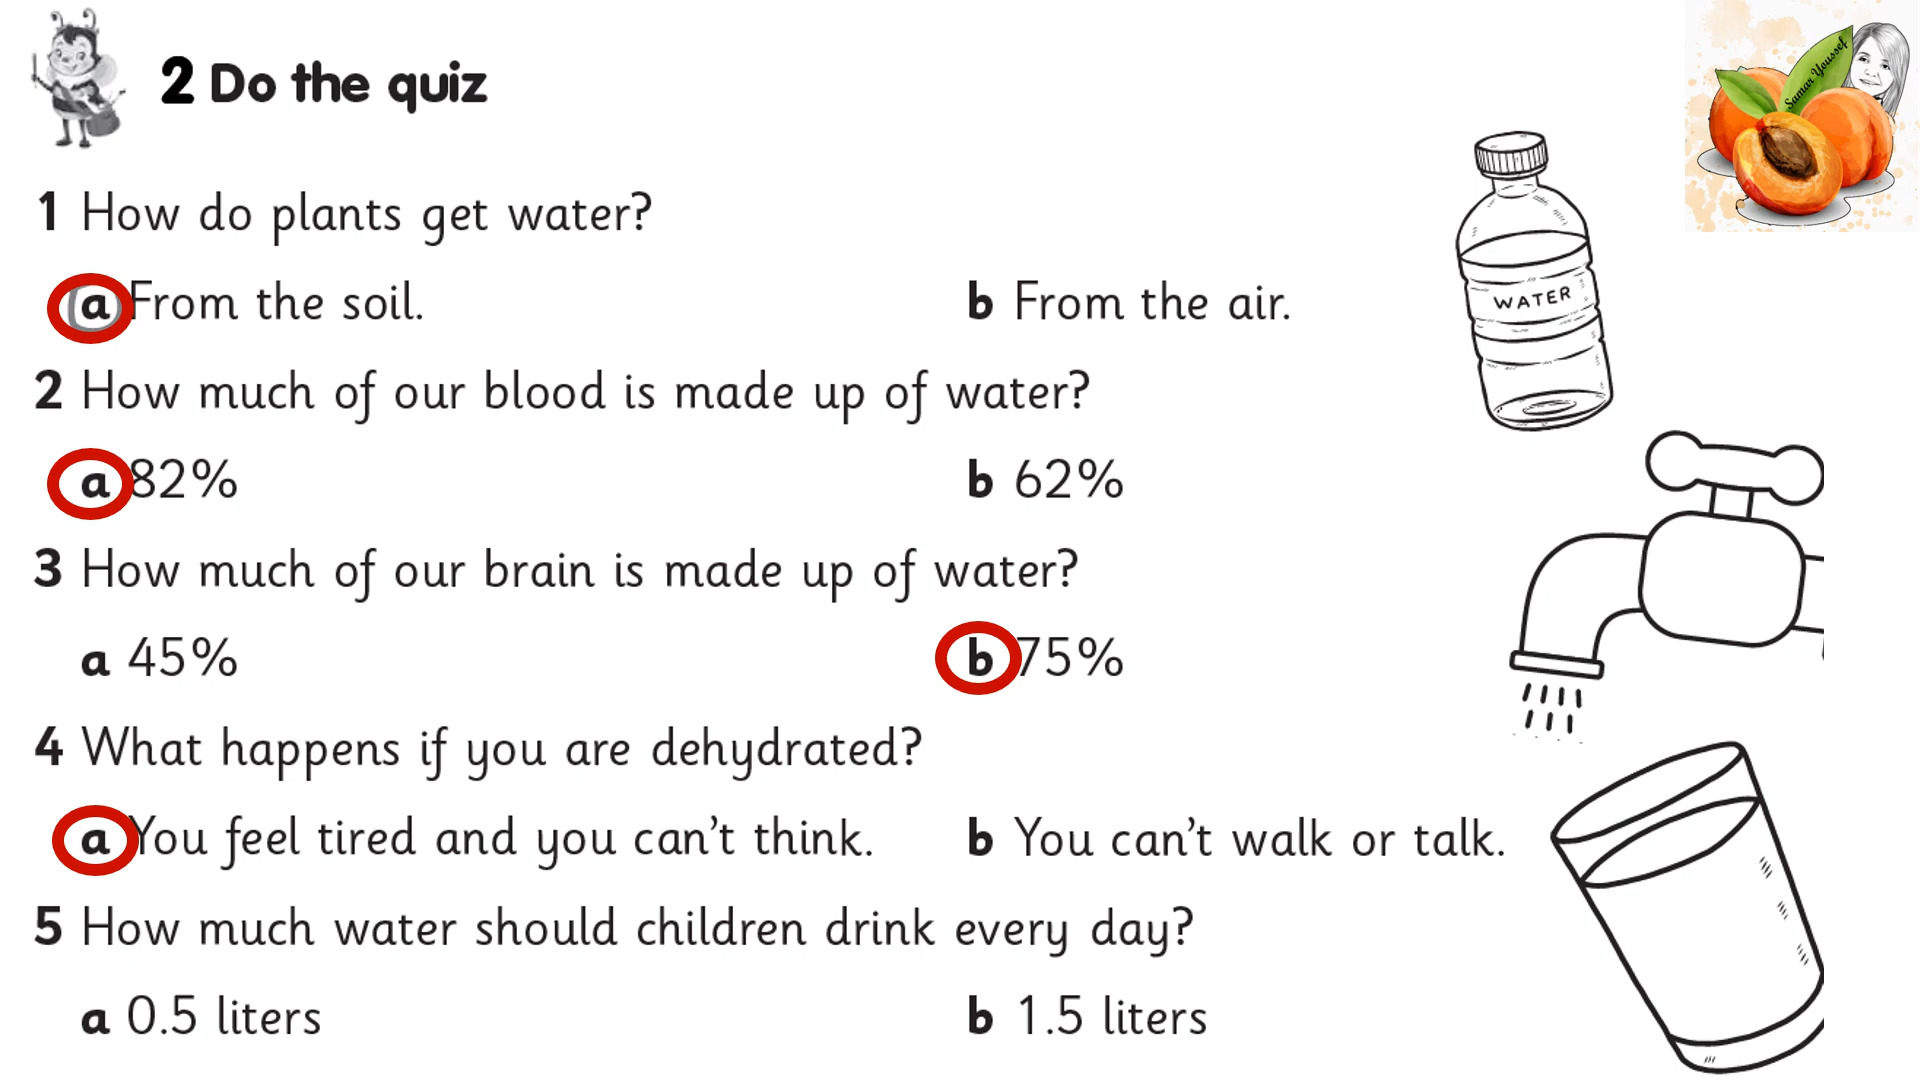 2 Do the quiz
Samar Youssef
1 How do plants get water?
a From the soil.
b From the air.
WATER
2 How much of our blood is made up of water?
a 82%
b 62%
3 How much of our brain is made up of water?
a 45%
b 75%
4 What happens if you are dehydrated?
a You feel tired and you can't think.
b You can't walk or talk.
5 How much water should children drink every day?
a 0.5 liters
b 1.5 liters